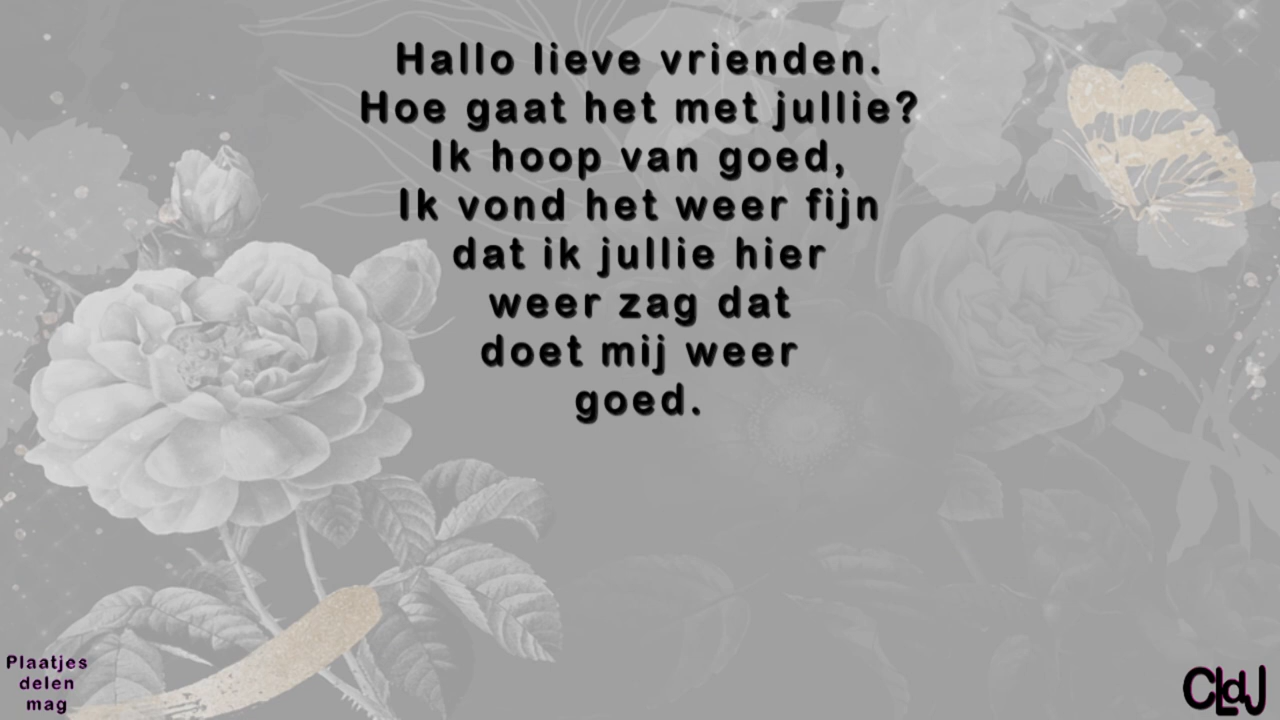 Hallo lieve vrienden.
Hoe gaat het met jullie?
Ik hoop van goed,
Ik vond het weer fijn
dat ik jullie hier
weer zag dat
doet mij weer
goed.
Plaatjes
delen
mag
CLdJ